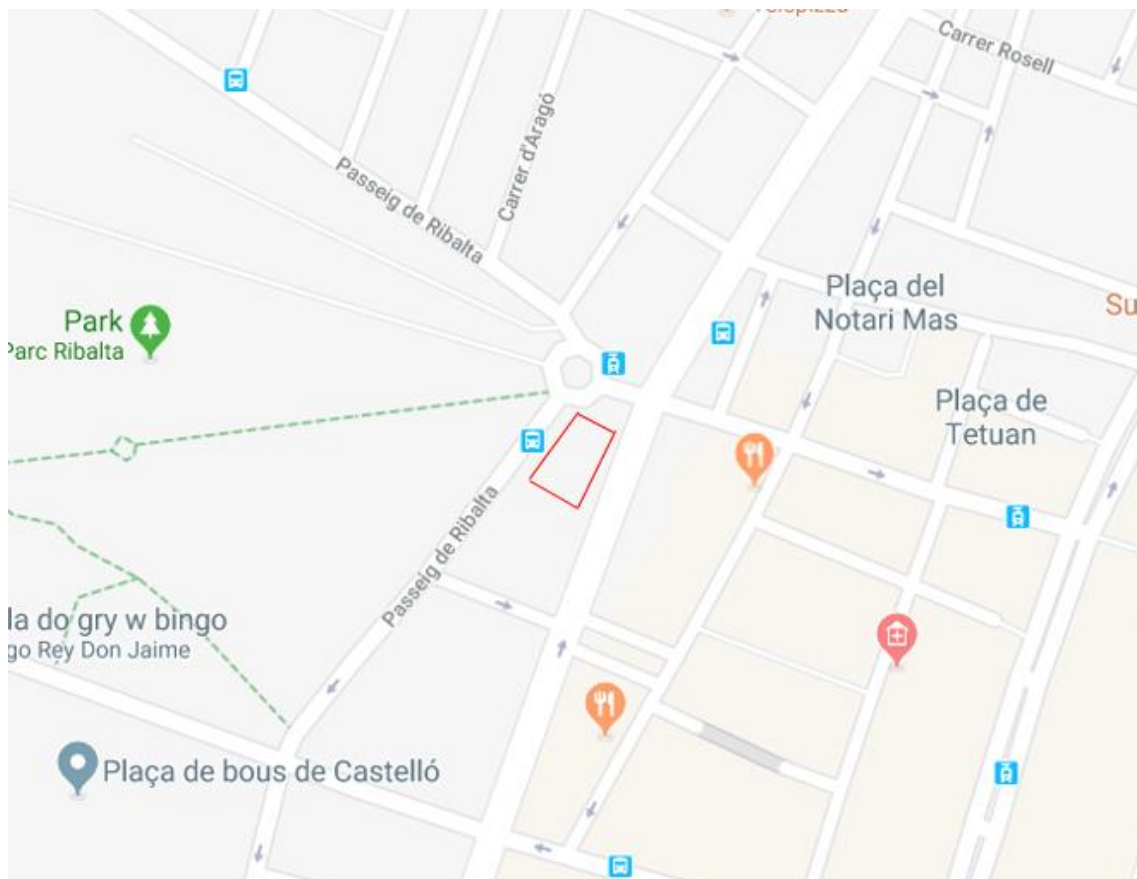 Carrer Rosell
Carrer d'Aragó
Passeig de Ribalta
Plaça del
Notari Mas
Su
Park
Parc Ribalta
Plaça de
Tetuan
Passeig de Ribalta
la do gry w bingo
go Rey Don Jaime
Plaça de bous de Castelló